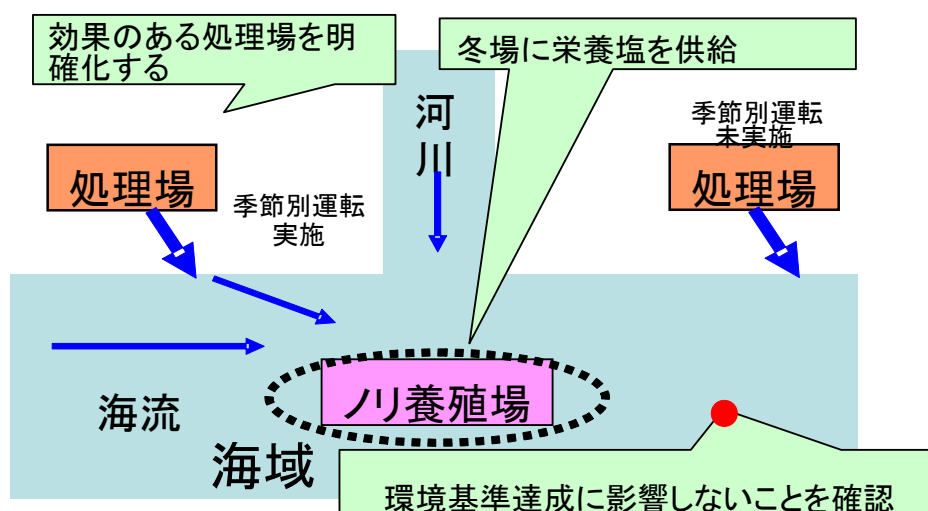 効果のある処理場を明
確化する
冬場に栄養塩を供給
河
川
季節別運転
未実施
処理場
処理場
季節別運転
実施
ノリ養殖場
海流
海域
環境基準達成に影響しないことを確認